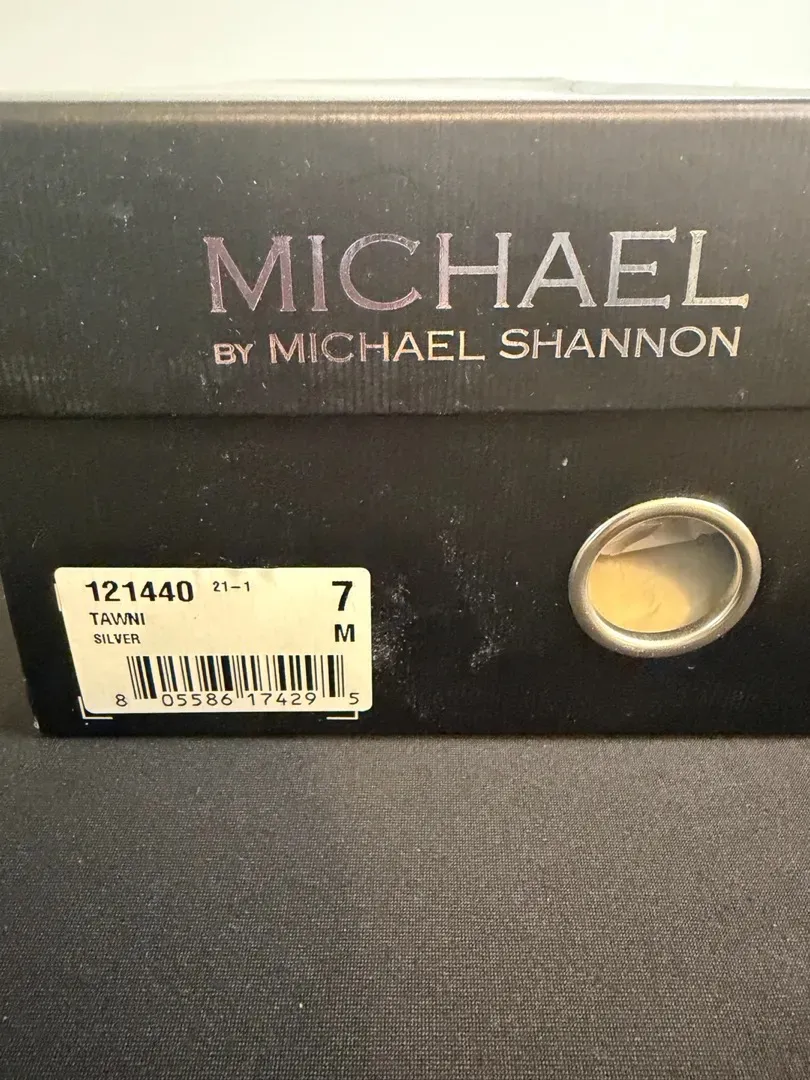 MICHAEL
BY MICHAEL SHANNON
121440 21-1 7
TAWNI
SILVER M
8 05586 17429 5